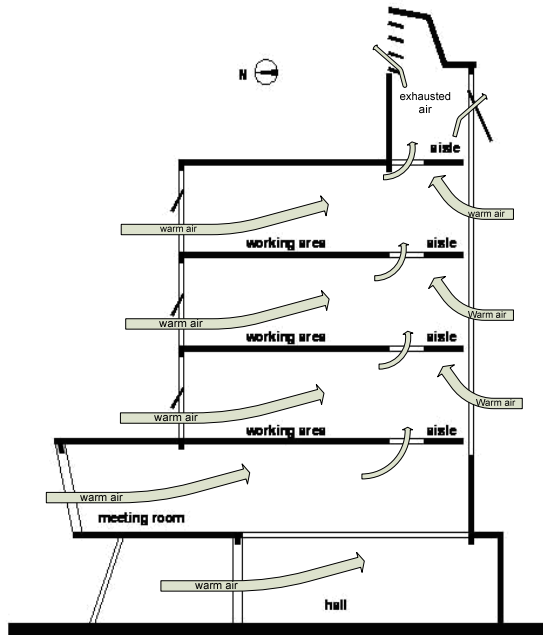 N
exhausted
air
aisle
warm air
warm air
working area aisle
Warm air
warm air
working area aisle
Warm air
warm air
working area aisle
warm air
meeting room
warm air
hall